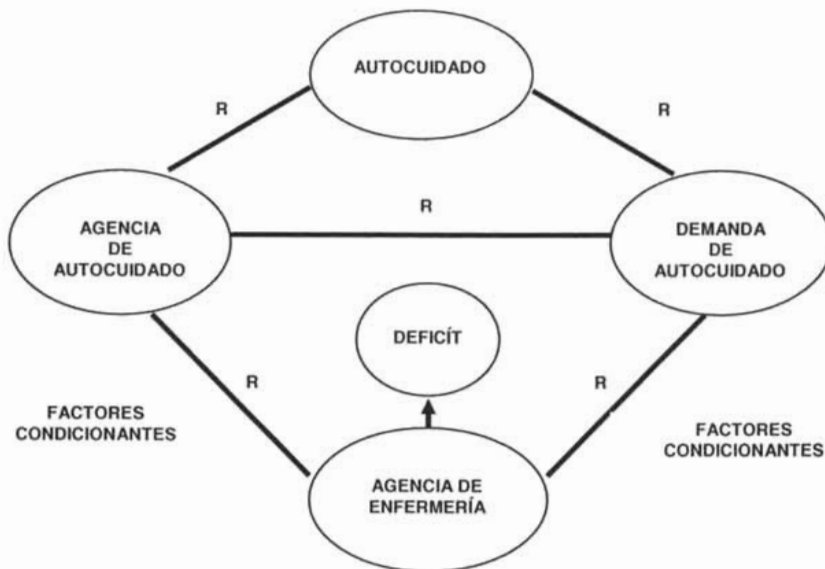 AUTOCUIDADO
R
R
AGENCIA
DE
AUTOCUIDADO
R
DEMANDA
DE
AUTOCUIDADO
DEFICÍT
R
R
FACTORES
CONDICIONANTES
FACTORES
CONDICIONANTES
AGENCIA DE
ENFERMERÍA